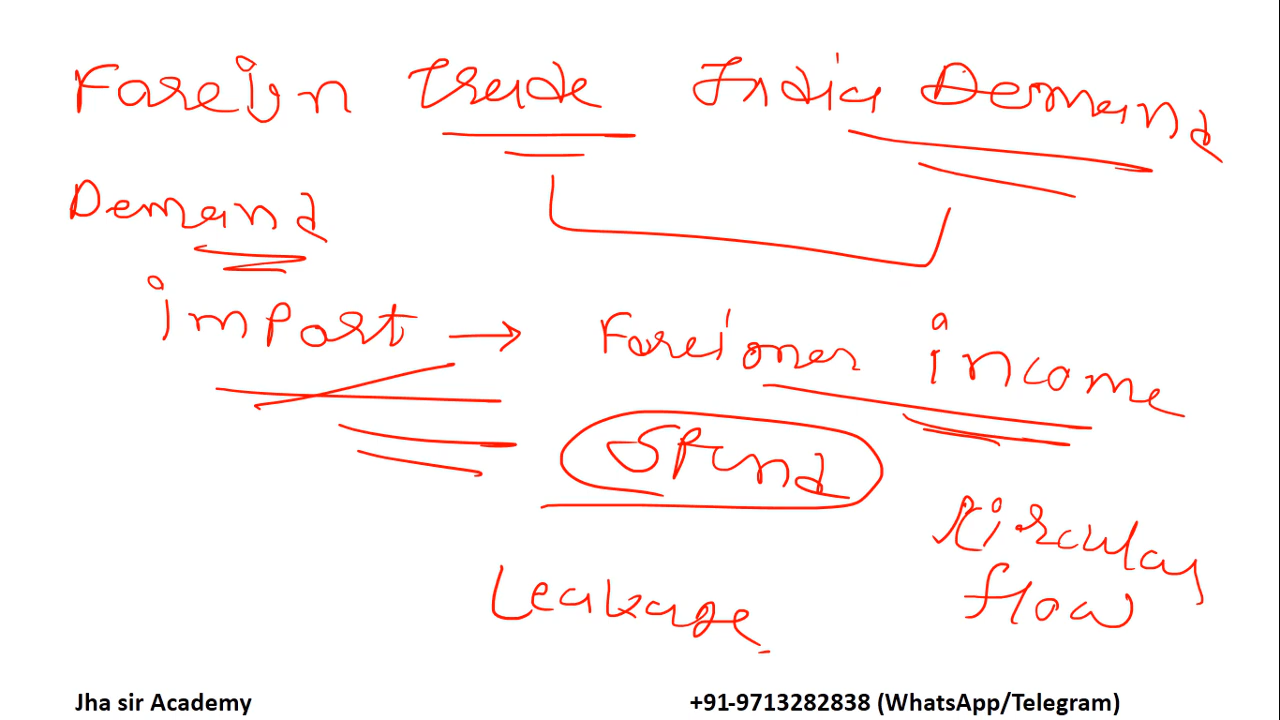 Foreign trade India Demand
Demand
import → Foreigner income
Spend
Circular
flow
Leakage
Jha sir Academy +91-9713282838 (WhatsApp/Telegram)